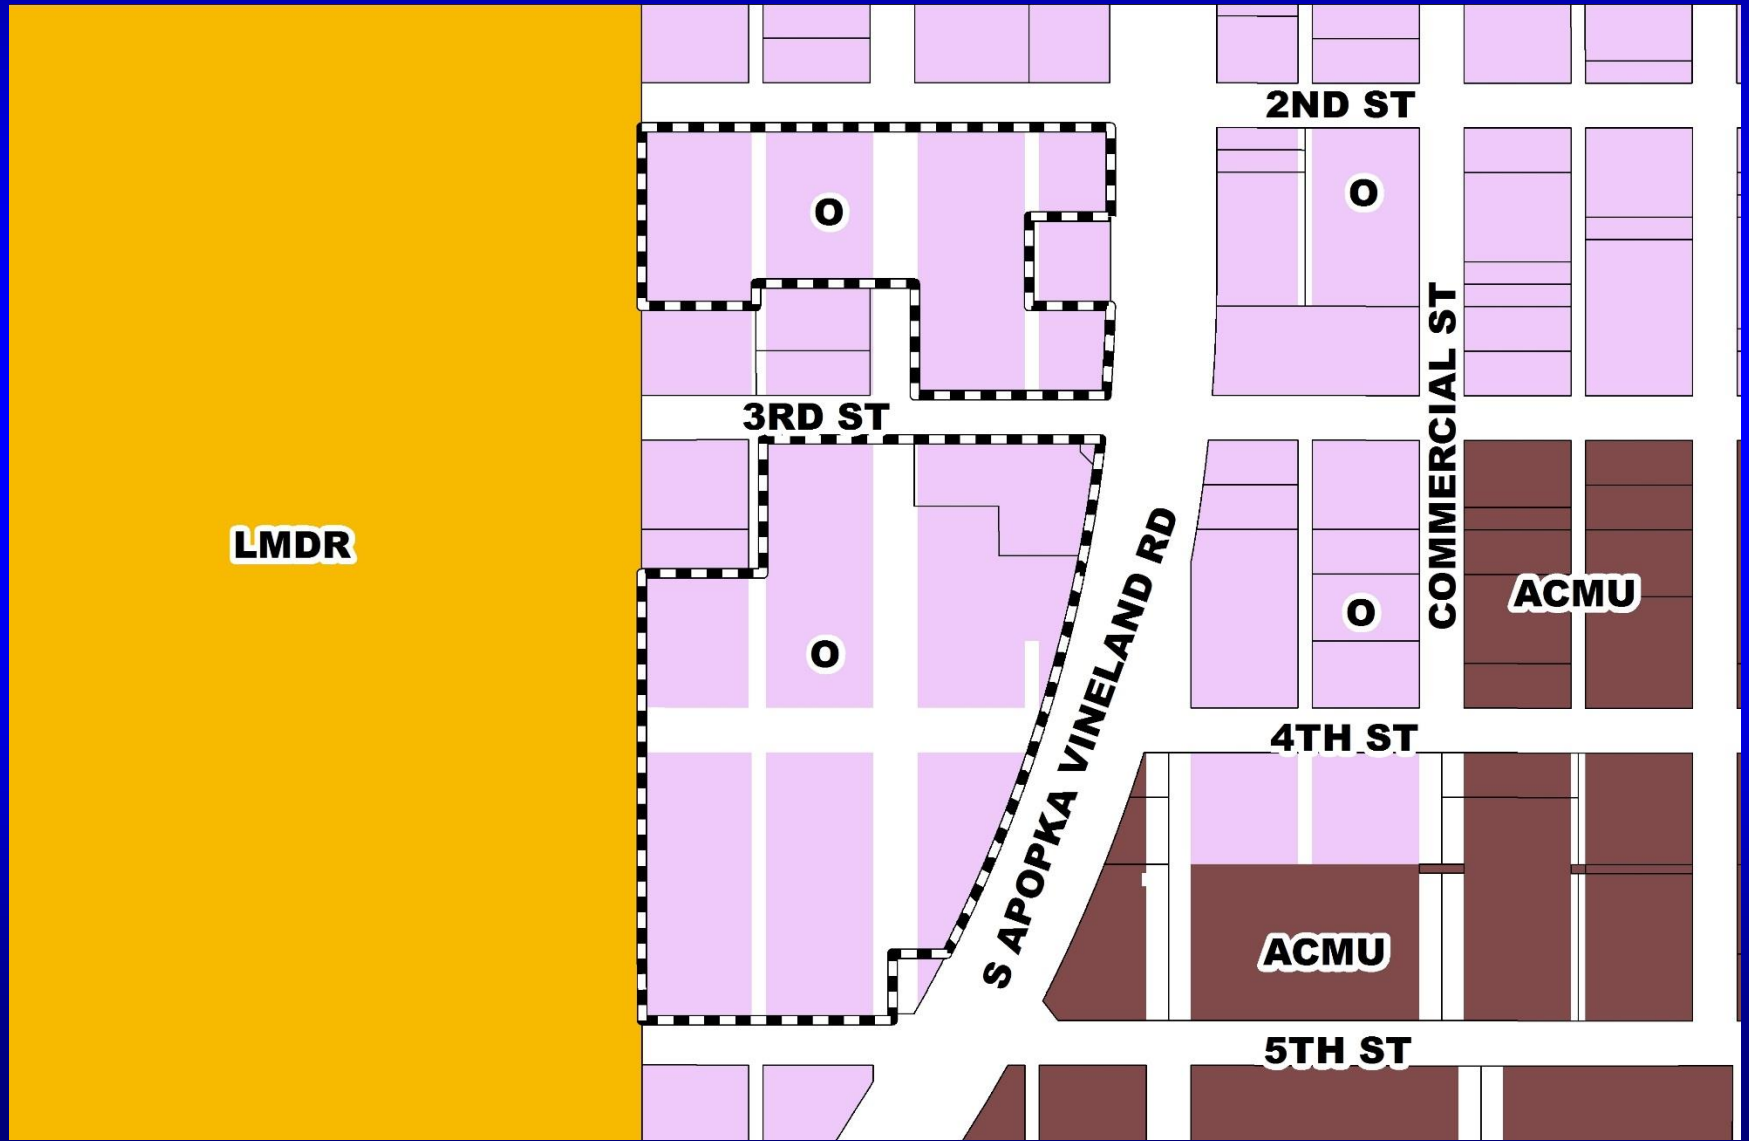 2ND ST
O
O
COMMERCIAL ST
3RD ST
LMDR
ACMU
O
O
S APOPKA VINELAND RD
4TH ST
ACMU
5TH ST